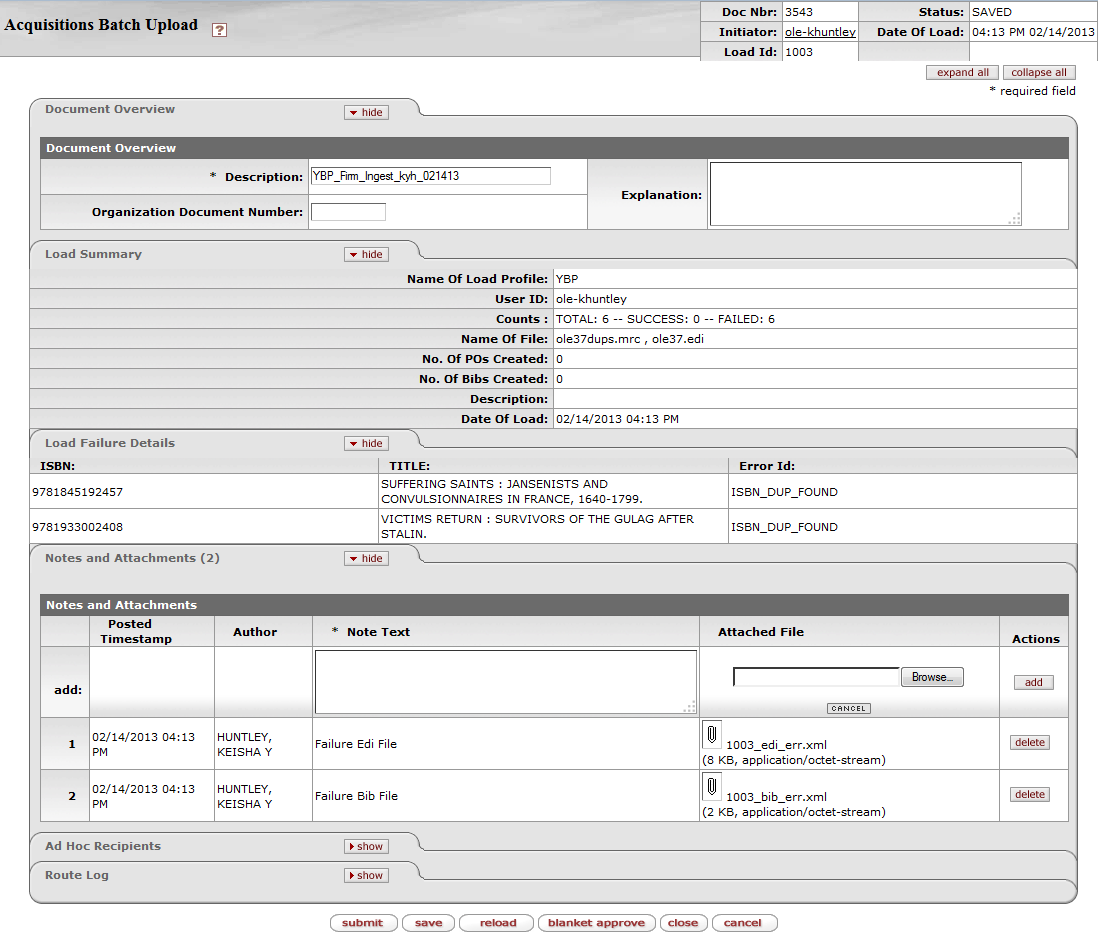 Acquisitions Batch Upload ?
Doc Nbr: 3543 Status: SAVED
Initiator: ole-khuntley Date Of Load: 04:13 PM 02/14/2013
Load Id: 1003
expand all collapse all
* required field
Document Overview hide
Document Overview
* Description: YBP_Firm_Ingest_kyh_021413
Explanation:
Organization Document Number:
Load Summary hide
Name Of Load Profile: YBP
User ID: ole-khuntley
Counts : TOTAL: 6 -- SUCCESS: 0 -- FAILED: 6
Name Of File: ole37dups.mrc , ole37.edi
No. Of POs Created: 0
No. Of Bibs Created: 0
Description:
Date Of Load: 02/14/2013 04:13 PM
Load Failure Details hide
ISBN: TITLE: Error Id:
9781845192457 SUFFERING SAINTS : JANSENISTS AND CONVULSIONNAIRES IN FRANCE, 1640-1799. ISBN_DUP_FOUND
9781933002408 VICTIMS RETURN : SURVIVORS OF THE GULAG AFTER STALIN. ISBN_DUP_FOUND
Notes and Attachments (2) hide
Notes and Attachments
Posted Timestamp Author * Note Text Attached File Actions
add: Browse... add
CANCEL
1 02/14/2013 04:13 PM HUNTLEY, KEISHA Y Failure Edi File 1003_edi_err.xml (8 KB, application/octet-stream) delete
2 02/14/2013 04:13 PM HUNTLEY, KEISHA Y Failure Bib File 1003_bib_err.xml (2 KB, application/octet-stream) delete
Ad Hoc Recipients show
Route Log show
submit save reload blanket approve close cancel